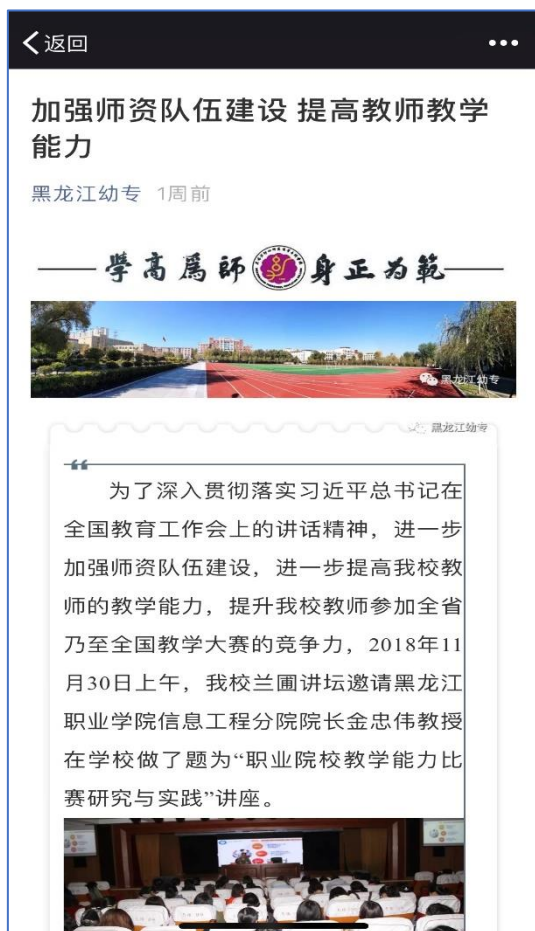 返回
加强师资队伍建设 提高教师教学
能力
黑龙江幼专 1周前
學高為師 身正为範
黑龙江幼专
黑龙江幼专
为了深入贯彻落实习近平总书记在
全国教育工作会上的讲话精神，进一步
加强师资队伍建设，进一步提高我校教
师的教学能力，提升我校教师参加全省
乃至全国教学大赛的竞争力，2018年11
月30日上午，我校兰圃讲坛邀请黑龙江
职业学院信息工程分院院长金忠伟教授
在学校做了题为“职业院校教学能力比
赛研究与实践”讲座。